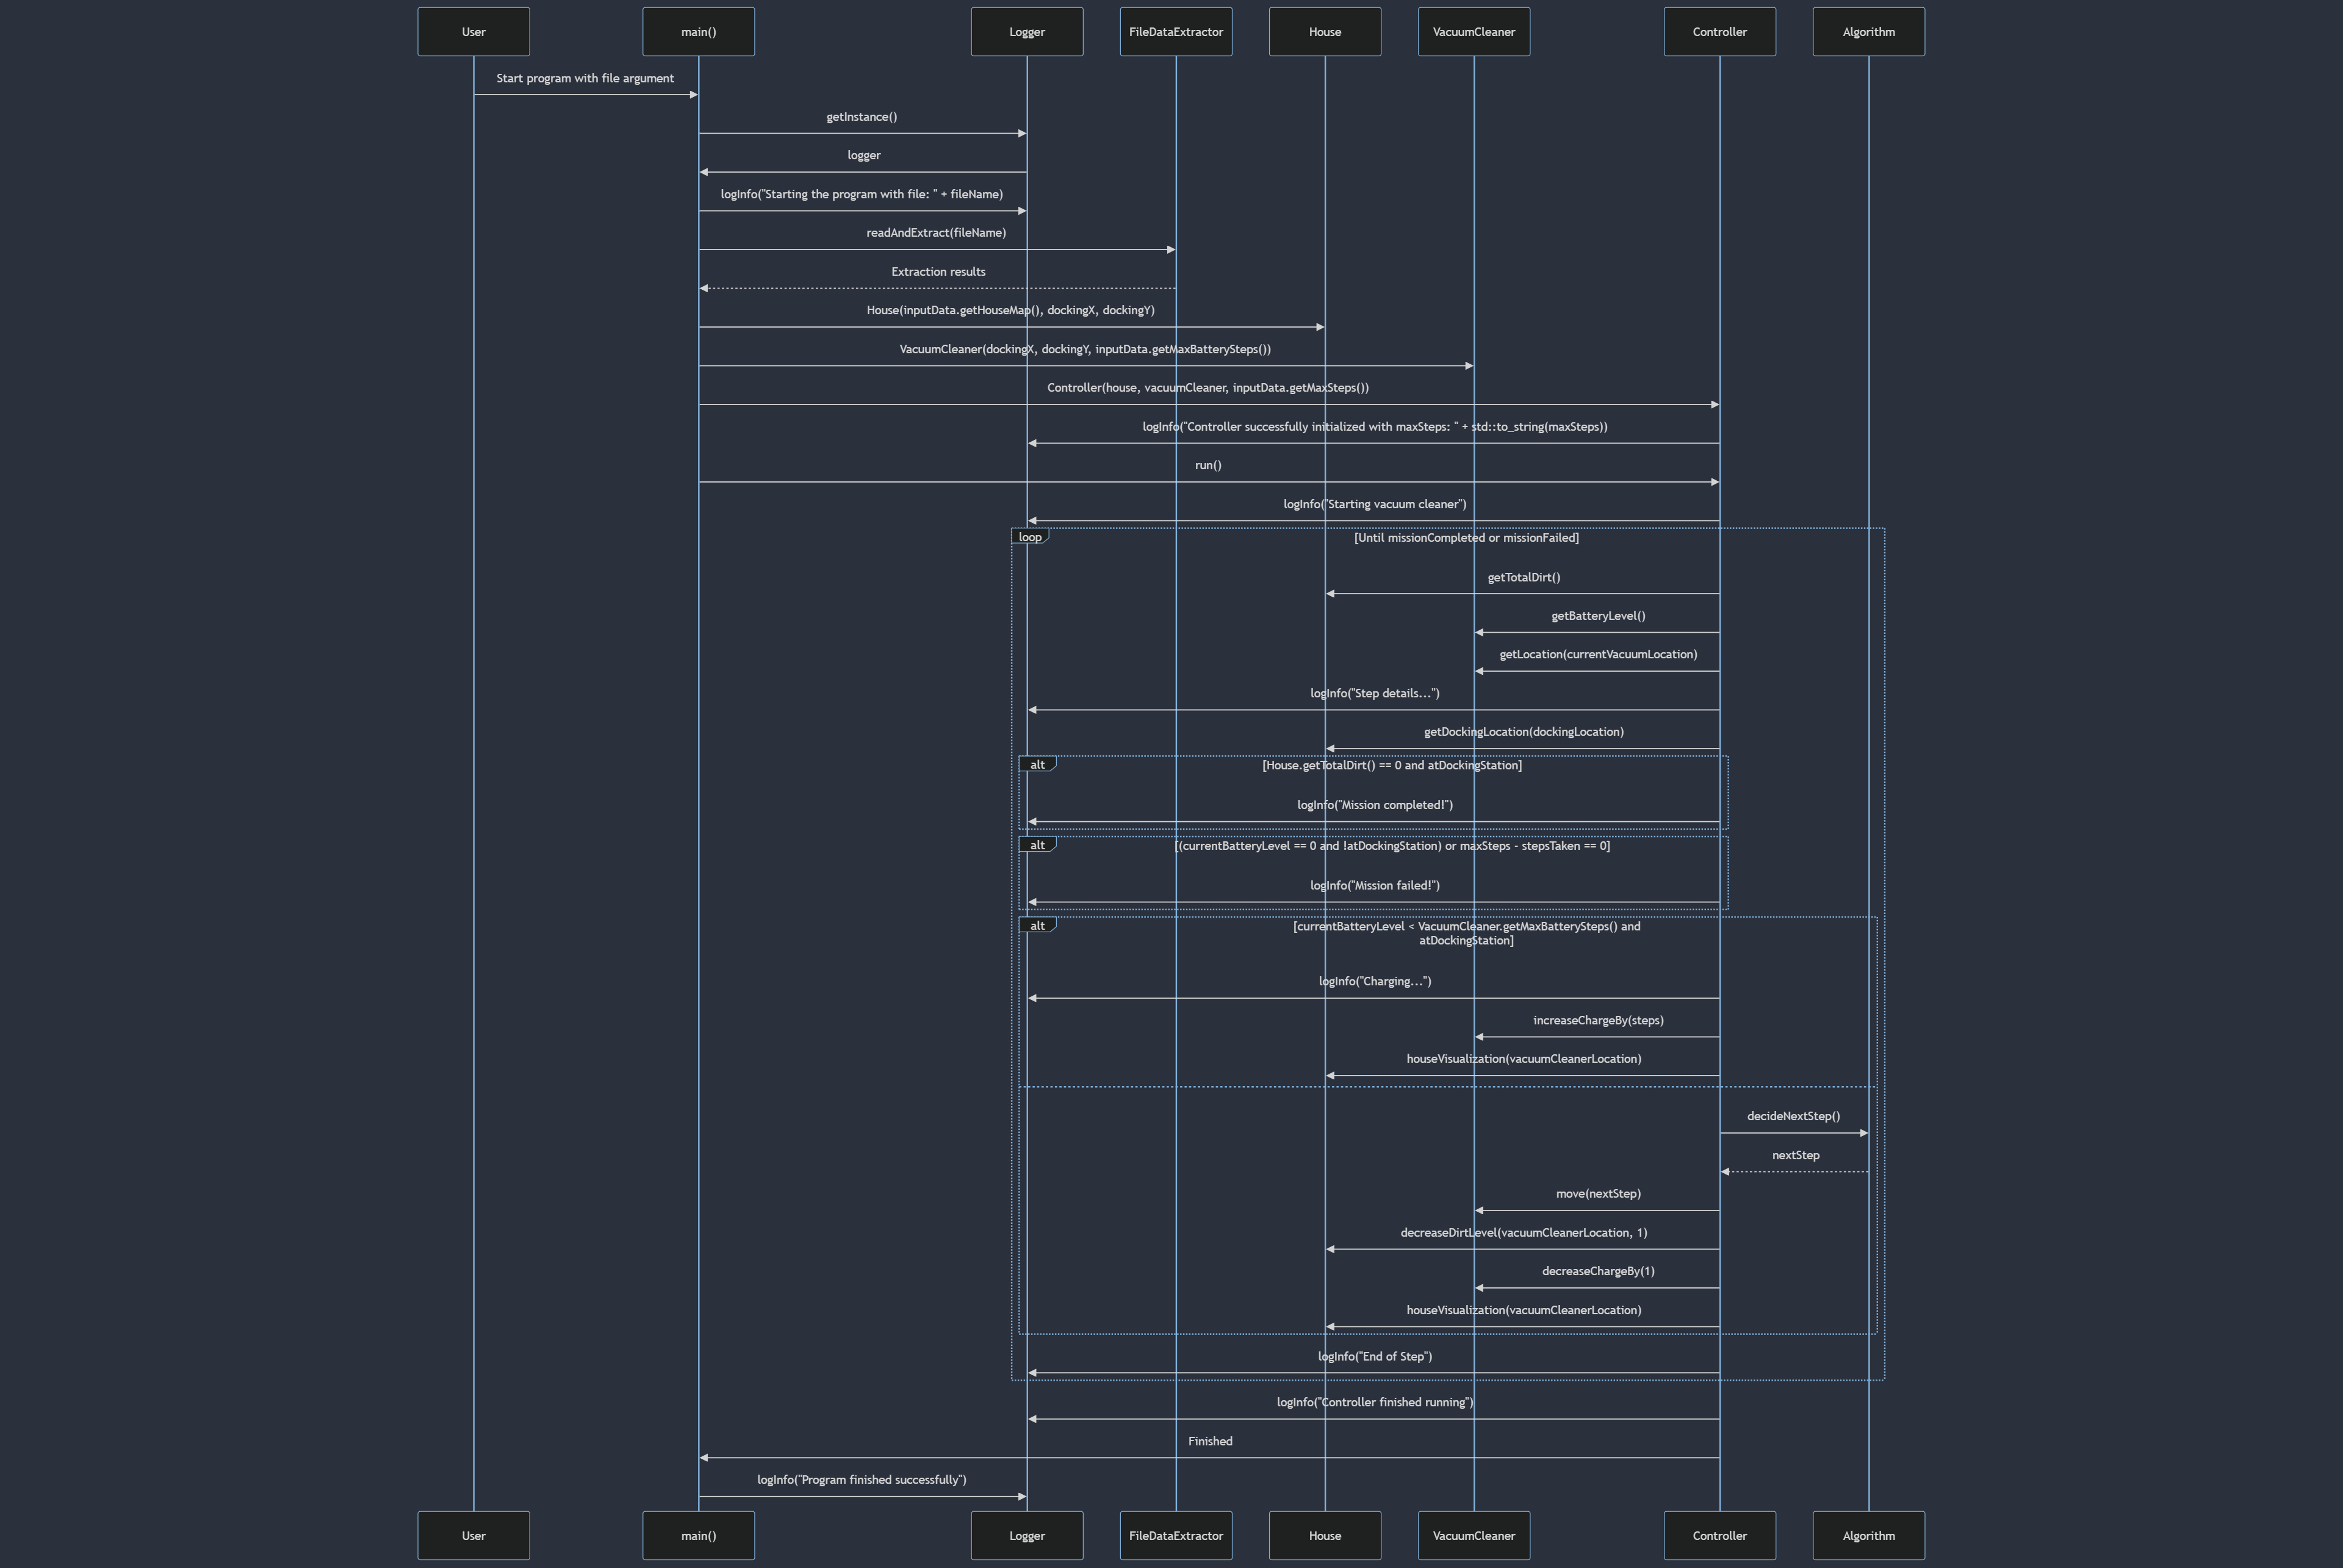 User
main()
Logger
FileDataExtractor
House
VacuumCleaner
Controller
Algorithm
Start program with file argument
getInstance()
logger
logInfo("Starting the program with file: " + fileName)
readAndExtract(fileName)
Extraction results
House(inputData.getHouseMap(), dockingX, dockingY)
VacuumCleaner(dockingX, dockingY, inputData.getMaxBatterySteps())
Controller(house, vacuumCleaner, inputData.getMaxSteps())
logInfo("Controller successfully initialized with maxSteps: " + std::to_string(maxSteps))
run()
logInfo("Starting vacuum cleaner")
loop
[Until missionCompleted or missionFailed]
getTotalDirt()
getBatteryLevel()
getLocation(currentVacuumLocation)
logInfo("Step details...")
getDockingLocation(dockingLocation)
alt
[House.getTotalDirt() == 0 and atDockingStation]
logInfo("Mission completed!")
alt
[(currentBatteryLevel == 0 and !atDockingStation) or maxSteps - stepsTaken == 0]
logInfo("Mission failed!")
alt
[currentBatteryLevel < VacuumCleaner.getMaxBatterySteps() and
atDockingStation]
logInfo("Charging...")
increaseChargeBy(steps)
houseVisualization(vacuumCleanerLocation)
decideNextStep()
nextStep
move(nextStep)
decreaseDirtLevel(vacuumCleanerLocation, 1)
decreaseChargeBy(1)
houseVisualization(vacuumCleanerLocation)
logInfo("End of Step")
logInfo("Controller finished running")
Finished
logInfo("Program finished successfully")
User
main()
Logger
FileDataExtractor
House
VacuumCleaner
Controller
Algorithm